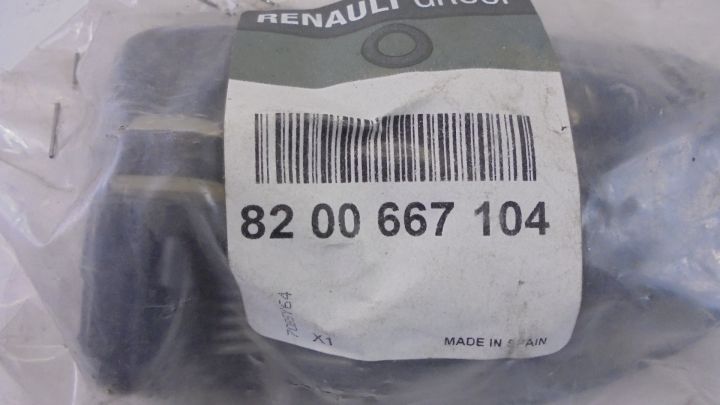 RENAULT
82 00 667 104
X1
MADE IN SPAIN